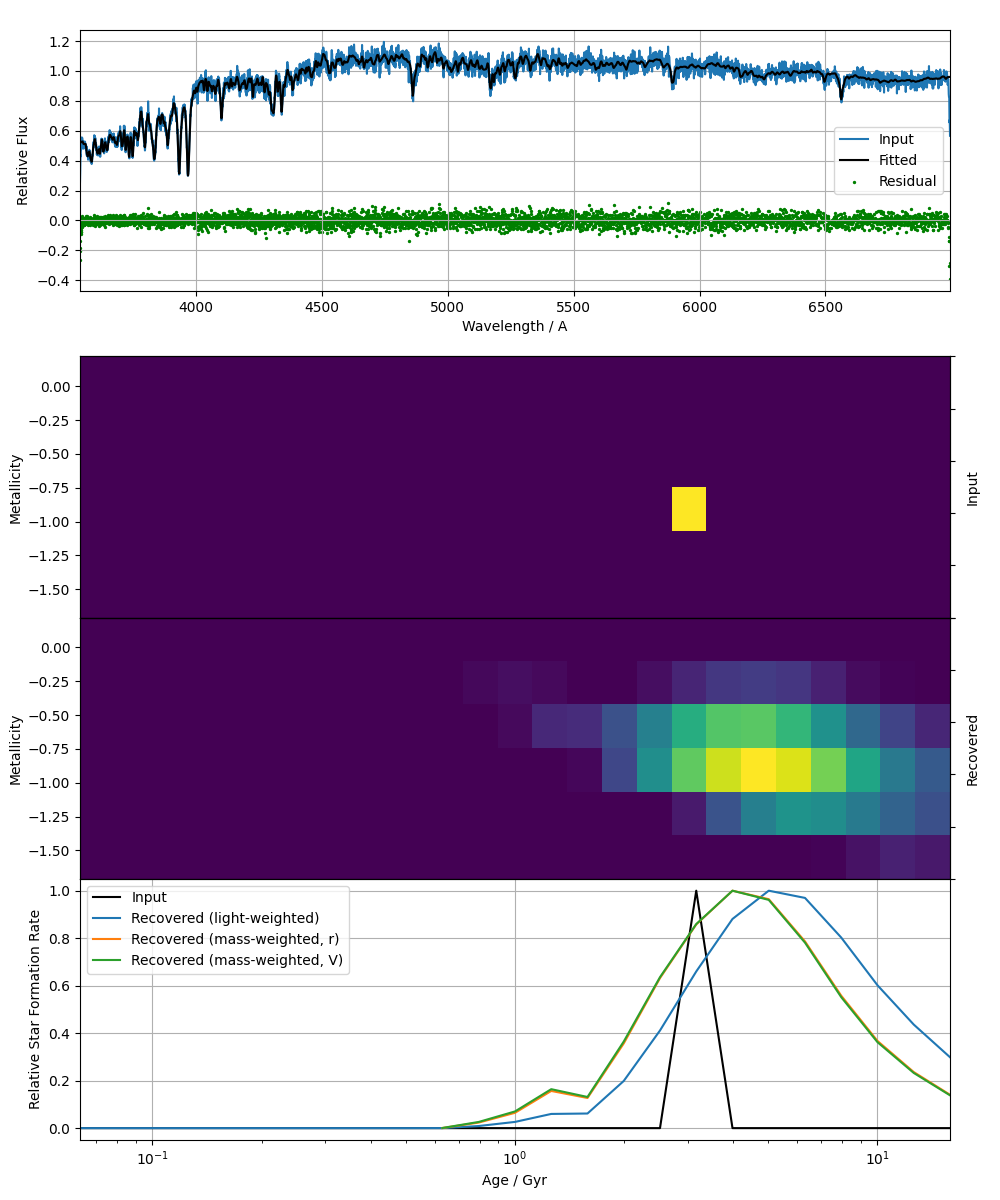 Relative Flux
1.2
1.0
0.8
0.6
0.4
0.2
0.0
−0.2
−0.4
Input
Fitted
Residual
4000 4500 5000 5500 6000 6500
Wavelength / A
Metallicity
0.00
−0.25
−0.50
−0.75
−1.00
−1.25
−1.50
Input
Metallicity
0.00
−0.25
−0.50
−0.75
−1.00
−1.25
−1.50
Recovered
Relative Star Formation Rate
1.0
0.8
0.6
0.4
0.2
0.0
Input
Recovered (light-weighted)
Recovered (mass-weighted, r)
Recovered (mass-weighted, V)
10⁻¹ 10⁰ 10¹
Age / Gyr